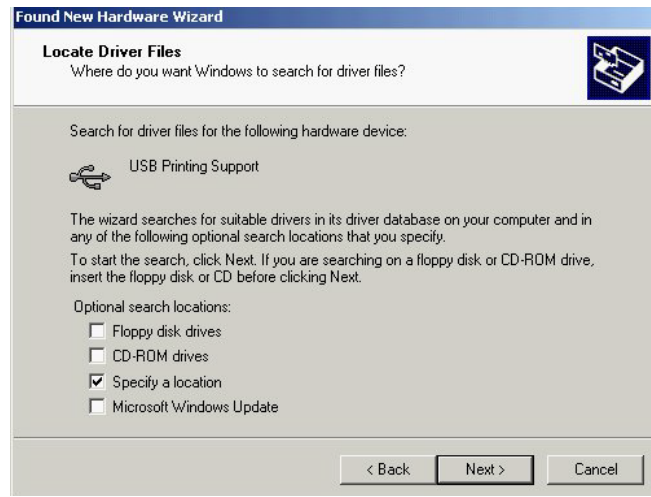 Found New Hardware Wizard
Locate Driver Files
Where do you want Windows to search for driver files?
Search for driver files for the following hardware device:
USB Printing Support
The wizard searches for suitable drivers in its driver database on your computer and in
any of the following optional search locations that you specify.
To start the search, click Next. If you are searching on a floppy disk or CD-ROM drive,
insert the floppy disk or CD before clicking Next.
Optional search locations:
Floppy disk drives
CD-ROM drives
Specify a location
Microsoft Windows Update
< Back Next > Cancel